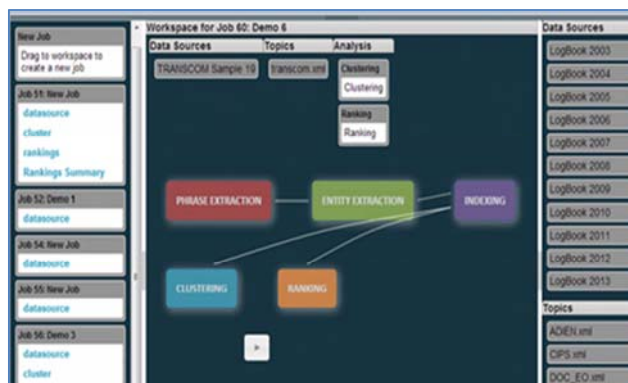 New Job
Drag to workspace to
create a new job
Job 51: New Job
datasource
cluster
rankings
Rankings Summary
Job 52: Demo 1
datasource
Job 54: New Job
datasource
Job 55: New Job
datasource
Job 56: Demo 3
datasource
cluster
Workspace for Job 60: Demo 6
Data Sources
Topics
Analysis
TRANSCOM Sample 19
transcom.xml
Clustering
Clustering
Ranking
Ranking
PHRASE EXTRACTION
ENTITY EXTRACTION
INDEXING
CLUSTERING
RANKING
Data Sources
LogBook 2003
LogBook 2004
LogBook 2005
LogBook 2006
LogBook 2007
LogBook 2008
LogBook 2009
LogBook 2010
LogBook 2011
LogBook 2012
LogBook 2013
Topics
ADIEN.xml
CIPS.xml
DOC_EO.xml